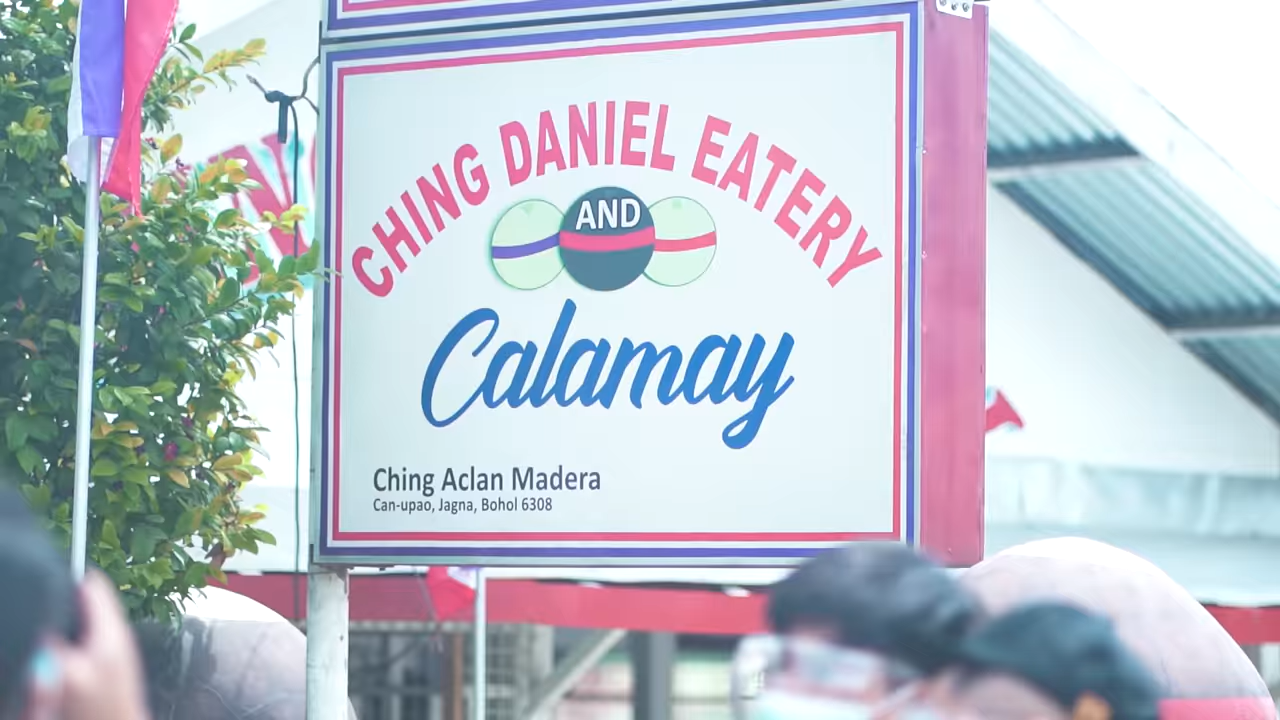 CHING DANIEL EATERY
AND
Calamay
Ching Aclan Madera
Can-upao, Jagna, Bohol 6308